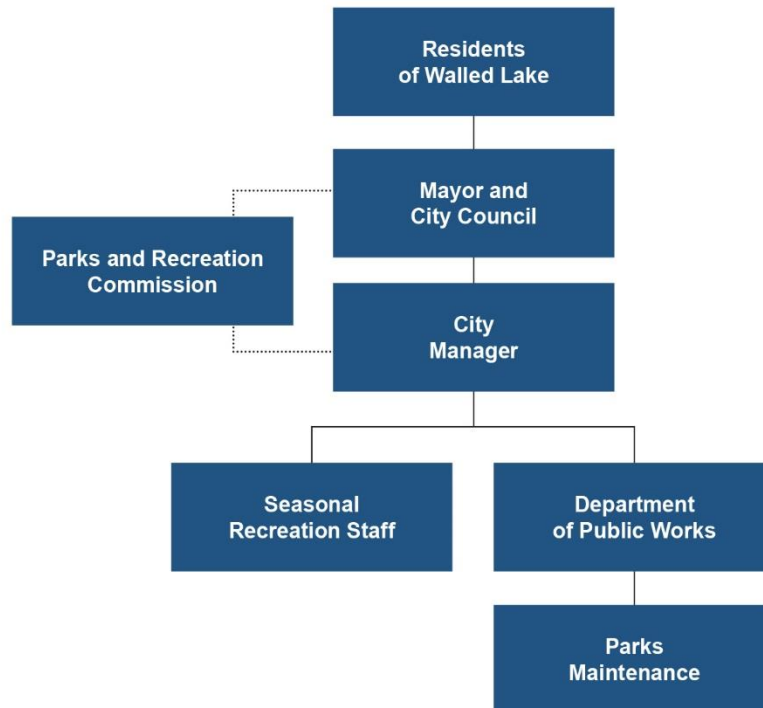 Residents
of Walled Lake
Mayor and
City Council
Parks and Recreation
Commission
City
Manager
Seasonal
Recreation Staff
Department
of Public Works
Parks
Maintenance